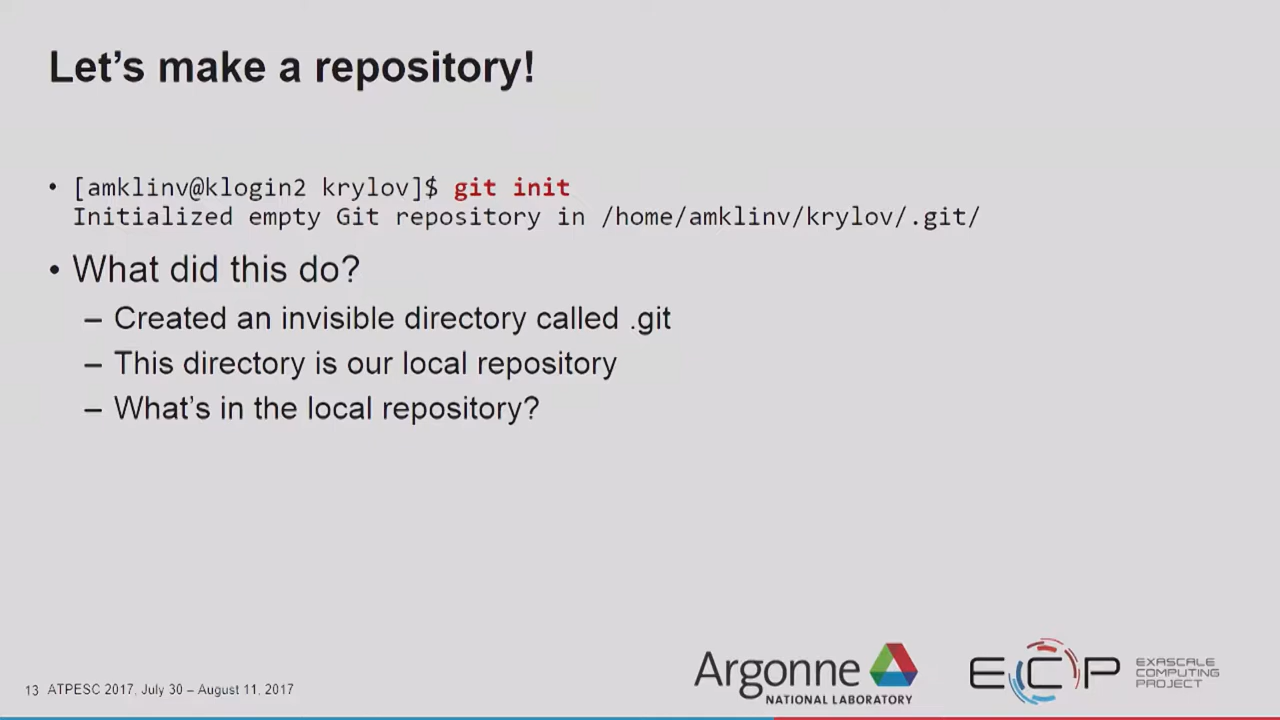 Let's make a repository!
• [amklinv@klogin2 krylov]$ git init
Initialized empty Git repository in /home/amklinv/krylov/.git/
• What did this do?
– Created an invisible directory called .git
– This directory is our local repository
– What's in the local repository?
13 ATPESC 2017, July 30 – August 11, 2017
Argonne
NATIONAL LABORATORY
ECP
EXASCALE
COMPUTING
PROJECT